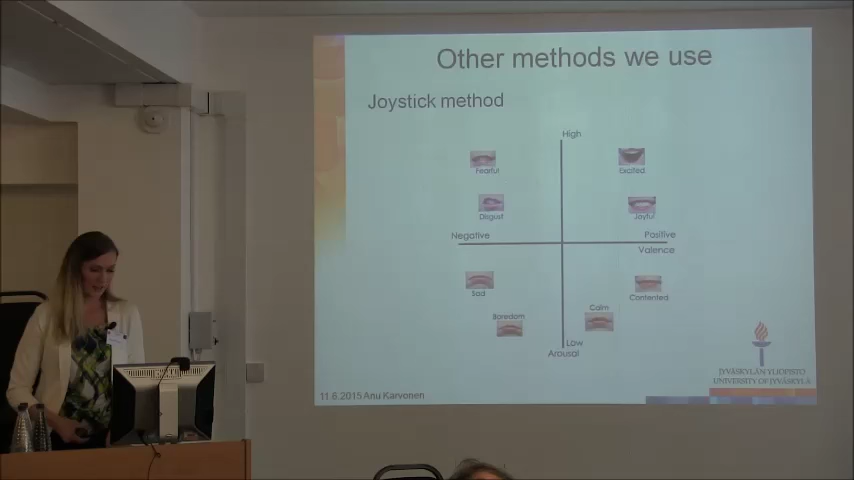 Other methods we use
Joystick method
High
Fearful
Excited
Disgust
Joyful
Negative
Positive
Valence
Sad
Contented
Calm
Boredom
Low
Arousal
JYVÄSKYLÄN YLIOPISTO
UNIVERSITY OF JYVÄSKYLÄ
11.6.2015 Anu Karvonen